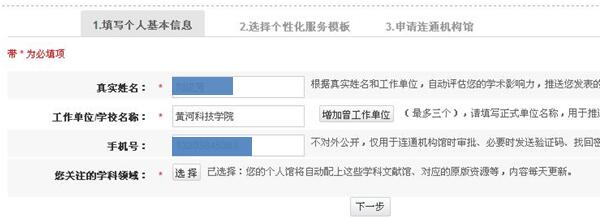 1.填写个人基本信息 2.选择个性化服务模板 3.申请连通机构馆
带 * 为必填项
真实姓名： * 根据真实姓名和工作单位，自动评估您的学术影响力，推送您发表的
工作单位/学校名称： * 黄河科技学院 增加曾工作单位 （最多三个），请填写正式单位名称，用于推
手机号： * 不对外公开，仅用于连通机构馆时审批、必要时发送验证码、找回密
您关注的学科领域： * 选 择 已选择：您的个人馆将自动配上这些学科文献馆、对应的原版资源等，内容每天更新。
下一步